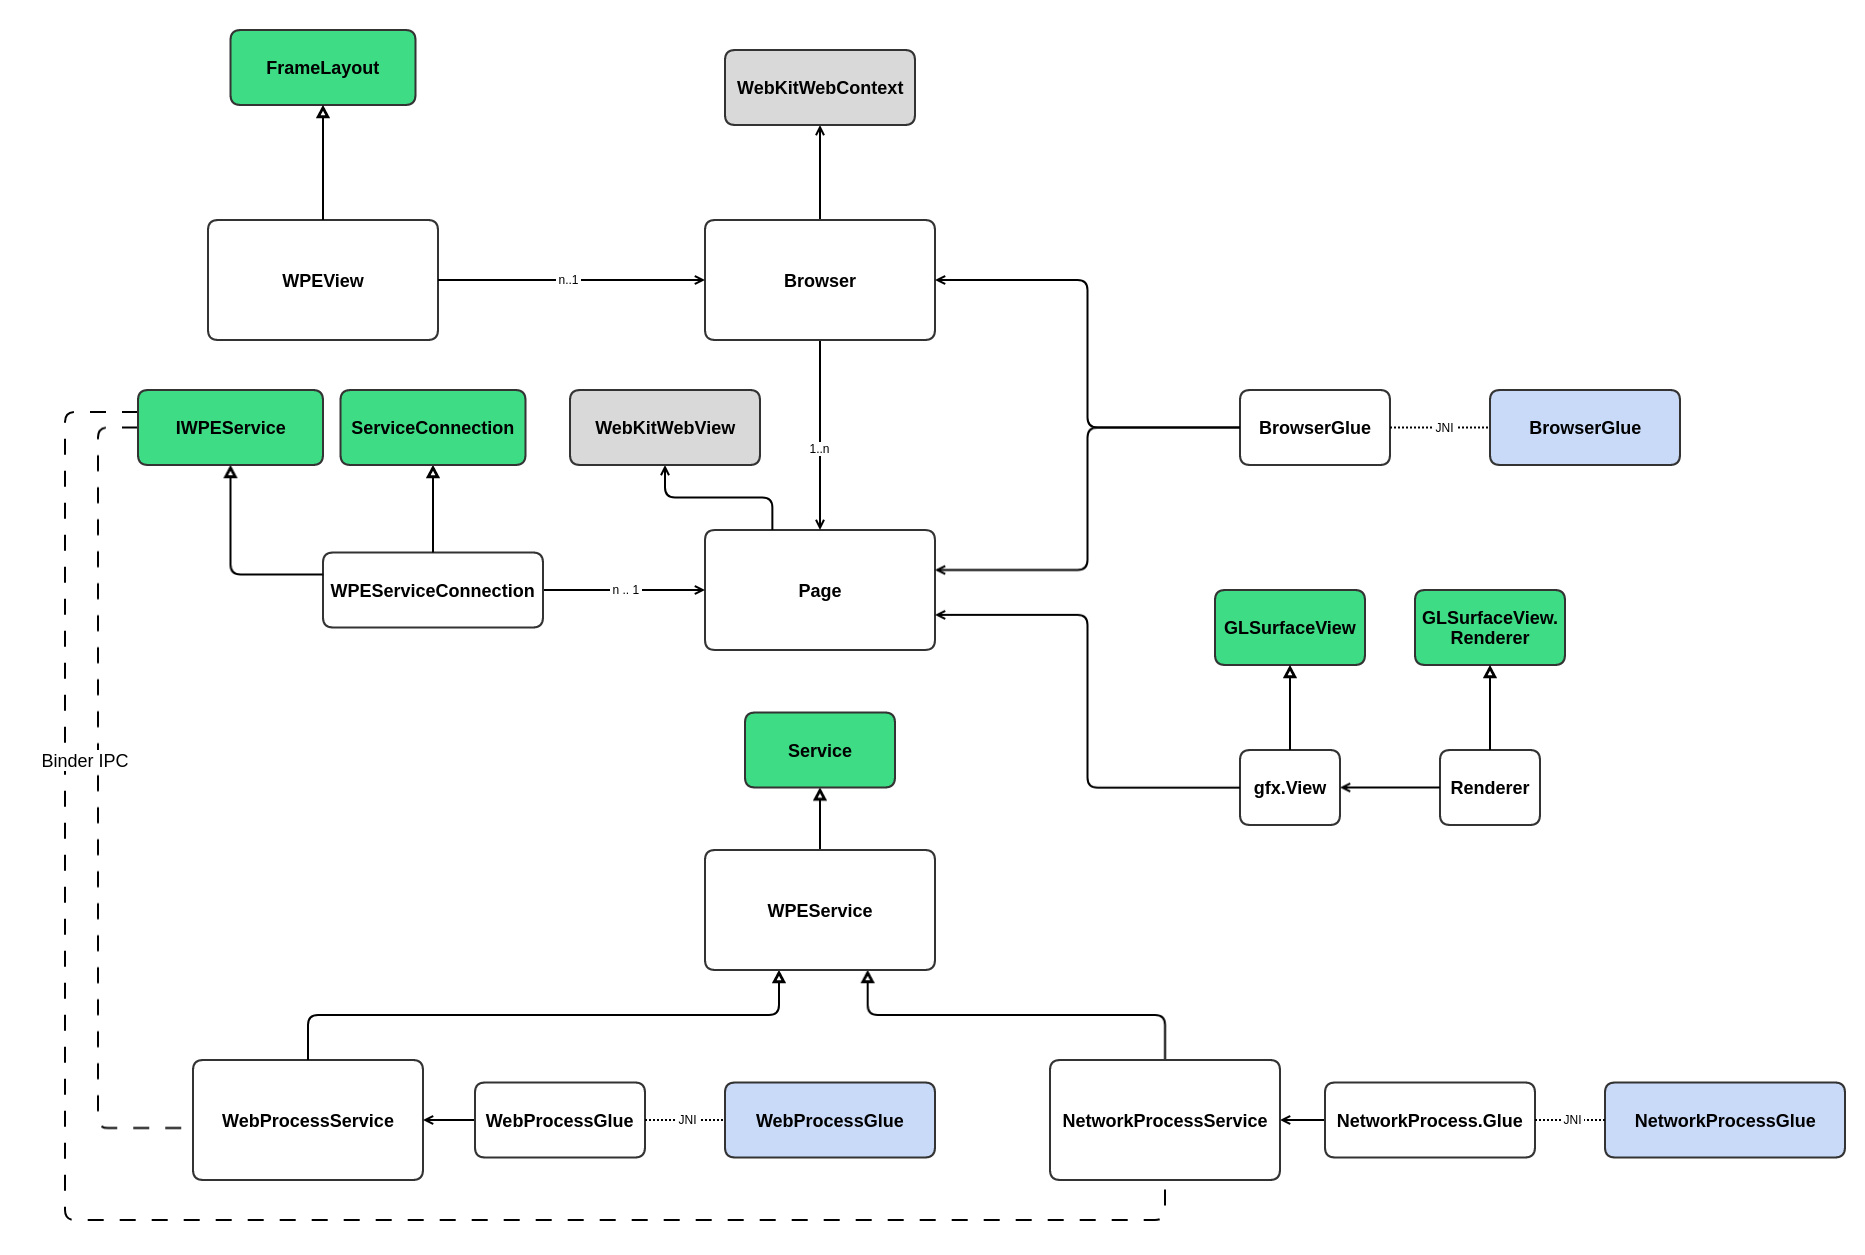 FrameLayout
WebKitWebContext
WPEView
n..1
Browser
IWPEService
ServiceConnection
WebKitWebView
1..n
BrowserGlue
JNI
BrowserGlue
WPEServiceConnection
n .. 1
Page
GLSurfaceView
GLSurfaceView.
Renderer
Service
Binder IPC
gfx.View
Renderer
WPEService
WebProcessService
WebProcessGlue
JNI
WebProcessGlue
NetworkProcessService
NetworkProcess.Glue
JNI
NetworkProcessGlue